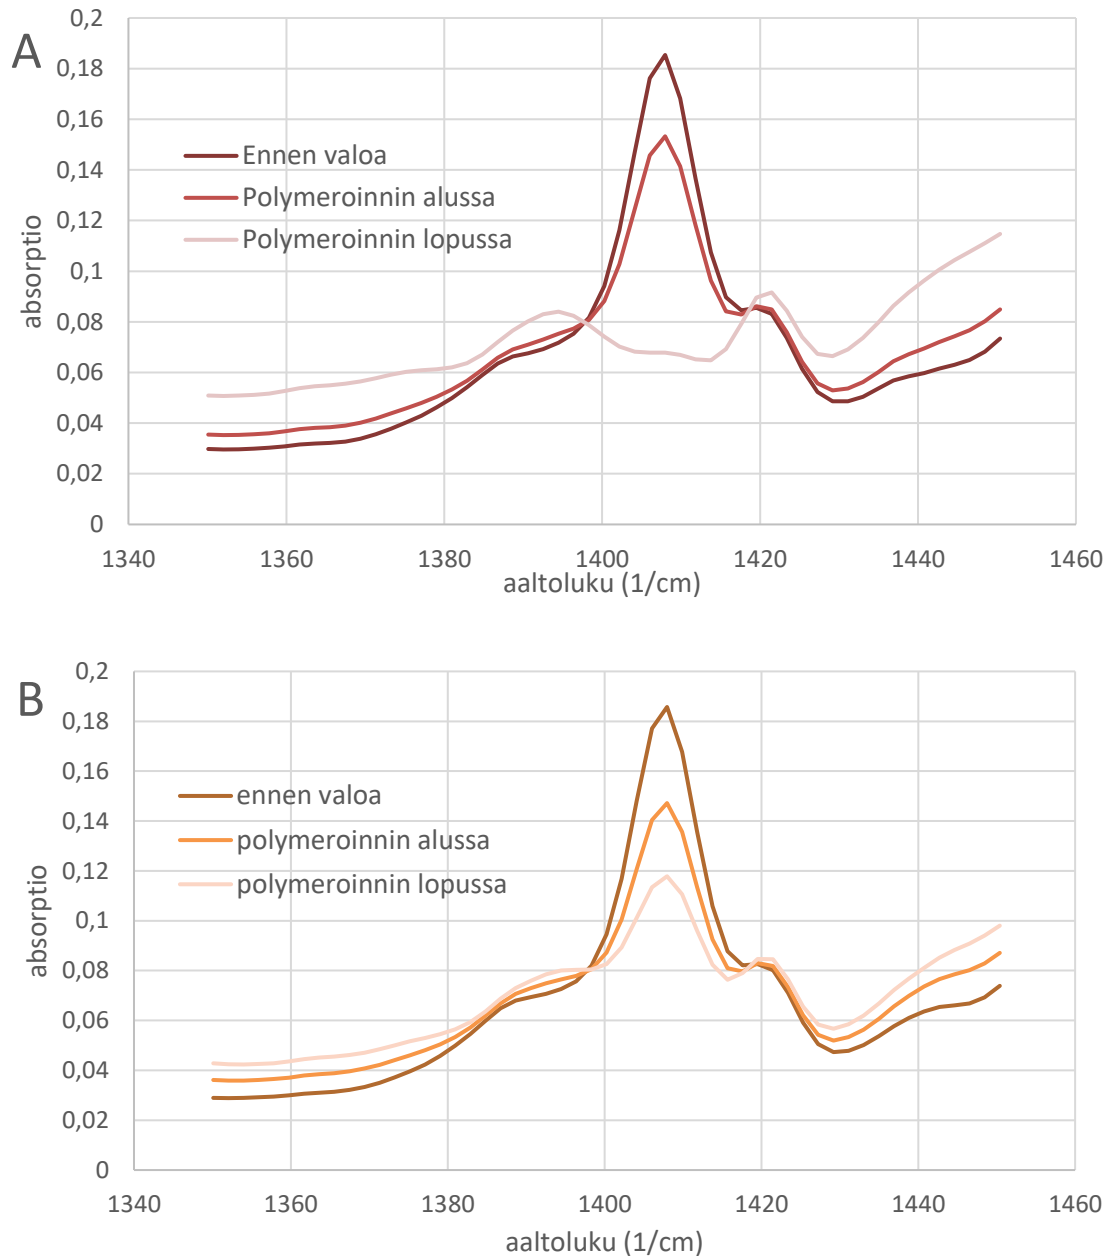 A
absorptio
0,2
0,18
0,16
0,14
0,12
0,1
0,08
0,06
0,04
0,02
0
Ennen valoa
Polymeroinnin alussa
Polymeroinnin lopussa
1340 1360 1380 1400 1420 1440 1460
aaltoluku (1/cm)
B
absorptio
0,2
0,18
0,16
0,14
0,12
0,1
0,08
0,06
0,04
0,02
0
ennen valoa
polymeroinnin alussa
polymeroinnin lopussa
1340 1360 1380 1400 1420 1440 1460
aaltoluku (1/cm)